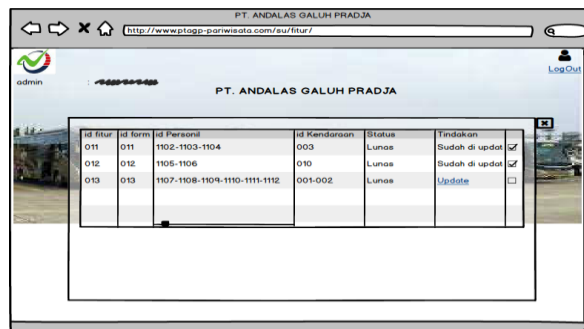 PT. ANDALAS GALUH PRADJA
http://www.ptagp-pariwisata.com/su/fitur/
LogOut
admin :
PT. ANDALAS GALUH PRADJA
id fitur id form id Personil id Kendaraan Status Tindakan
011 011 1102-1103-1104 003 Lunas Sudah di updat
012 012 1105-1106 010 Lunas Sudah di updat
013 013 1107-1108-1109-1110-1111-1112 001-002 Lunas Update